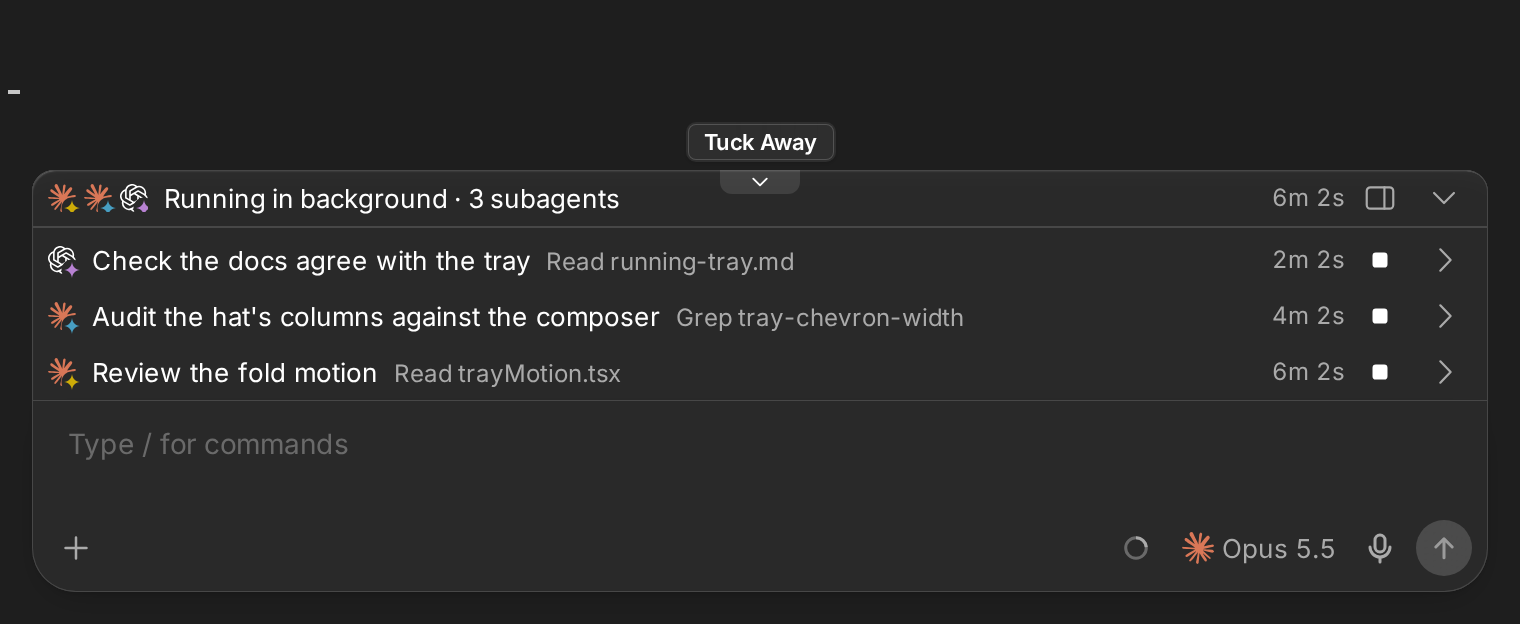 Tuck Away
Running in background · 3 subagents 6m 2s
Check the docs agree with the tray Read running-tray.md 2m 2s
Audit the hat's columns against the composer Grep tray-chevron-width 4m 2s
Review the fold motion Read trayMotion.tsx 6m 2s
Type / for commands
Opus 5.5